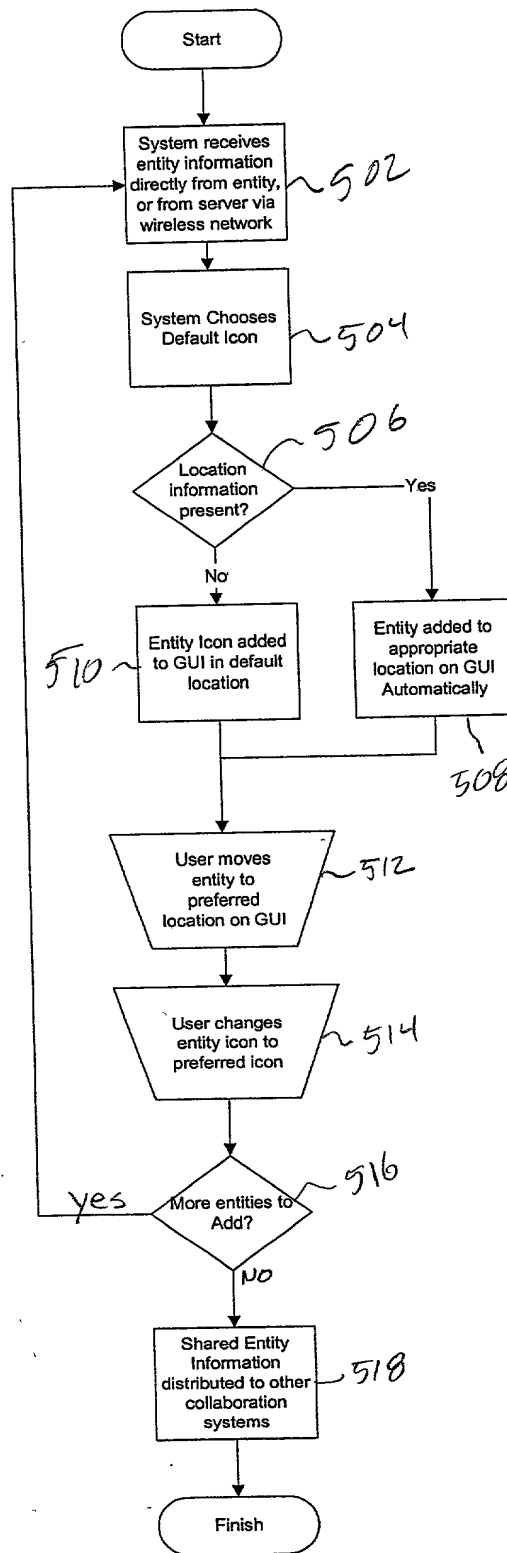 Start
System receives
entity information
directly from entity,
or from server via
wireless network
502
System Chooses
Default Icon
504
506
Location
information
present?
Yes
No
510
Entity Icon added
to GUI in default
location
Entity added to
appropriate
location on GUI
Automatically
508
User moves
entity to
preferred
location on GUI
512
User changes
entity icon to
preferred icon
514
516
yes
More entities to
Add?
NO
Shared Entity
Information
distributed to other
collaboration
systems
518
Finish